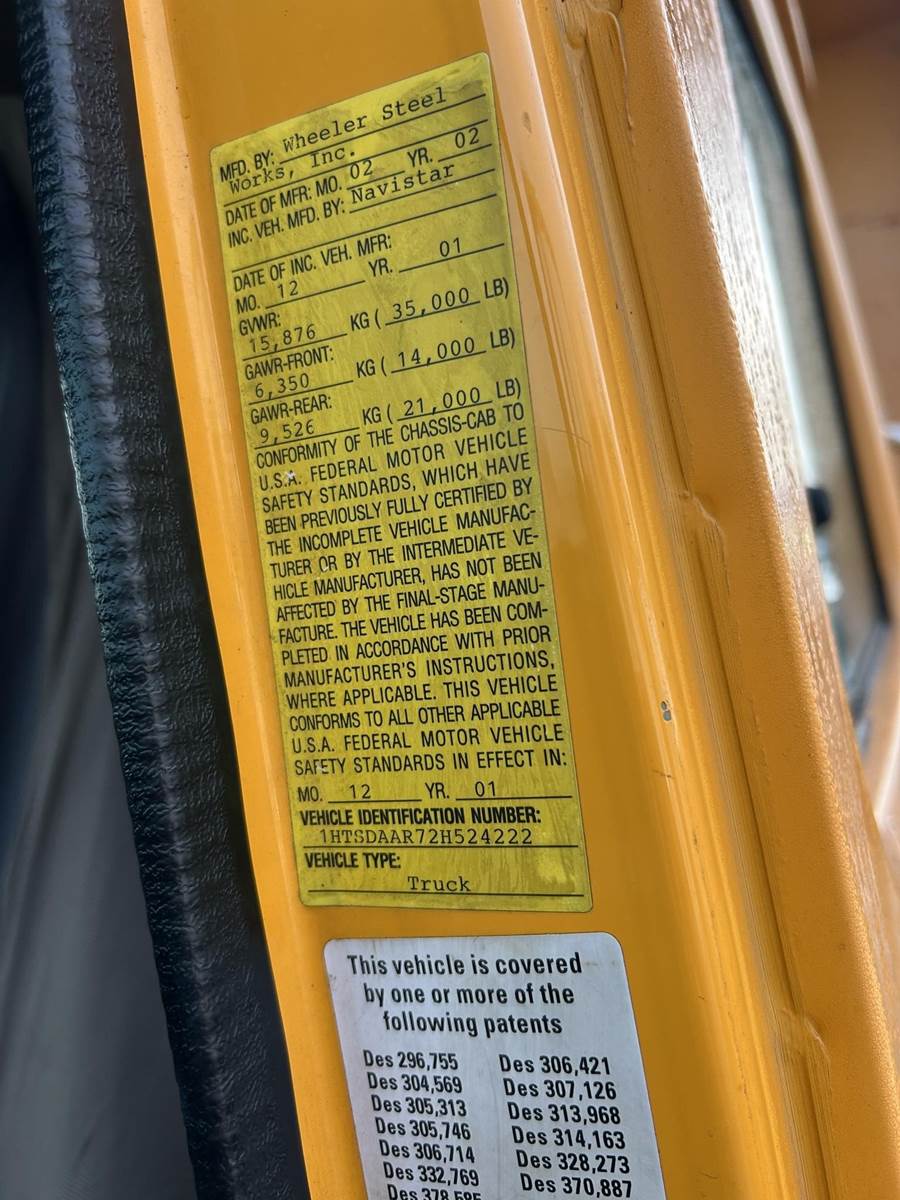 MFD. BY: Wheeler Steel
Works, Inc.
DATE OF MFR: MO. 02 YR. 02
INC. VEH. MFD. BY: Navistar
DATE OF INC. VEH. MFR:
MO. 12 YR. 01
GVWR:
15,876 KG ( 35,000 LB)
GAWR-FRONT:
6,350 KG ( 14,000 LB)
GAWR-REAR:
9,526 KG ( 21,000 LB)
CONFORMITY OF THE CHASSIS-CAB TO
U.S.A. FEDERAL MOTOR VEHICLE
SAFETY STANDARDS, WHICH HAVE
BEEN PREVIOUSLY FULLY CERTIFIED BY
THE INCOMPLETE VEHICLE MANUFAC-
TURER OR BY THE INTERMEDIATE VE-
HICLE MANUFACTURER, HAS NOT BEEN
AFFECTED BY THE FINAL-STAGE MANU-
FACTURE. THE VEHICLE HAS BEEN COM-
PLETED IN ACCORDANCE WITH PRIOR
MANUFACTURER'S INSTRUCTIONS,
WHERE APPLICABLE. THIS VEHICLE
CONFORMS TO ALL OTHER APPLICABLE
U.S.A. FEDERAL MOTOR VEHICLE
SAFETY STANDARDS IN EFFECT IN:
MO. 12 YR. 01
VEHICLE IDENTIFICATION NUMBER:
1HTSDAAR72H524222
VEHICLE TYPE:
Truck
This vehicle is covered
by one or more of the
following patents
Des 296,755 Des 306,421
Des 304,569 Des 307,126
Des 305,313 Des 313,968
Des 305,746 Des 314,163
Des 306,714 Des 328,273
Des 332,769 Des 370,887
Des 378,585